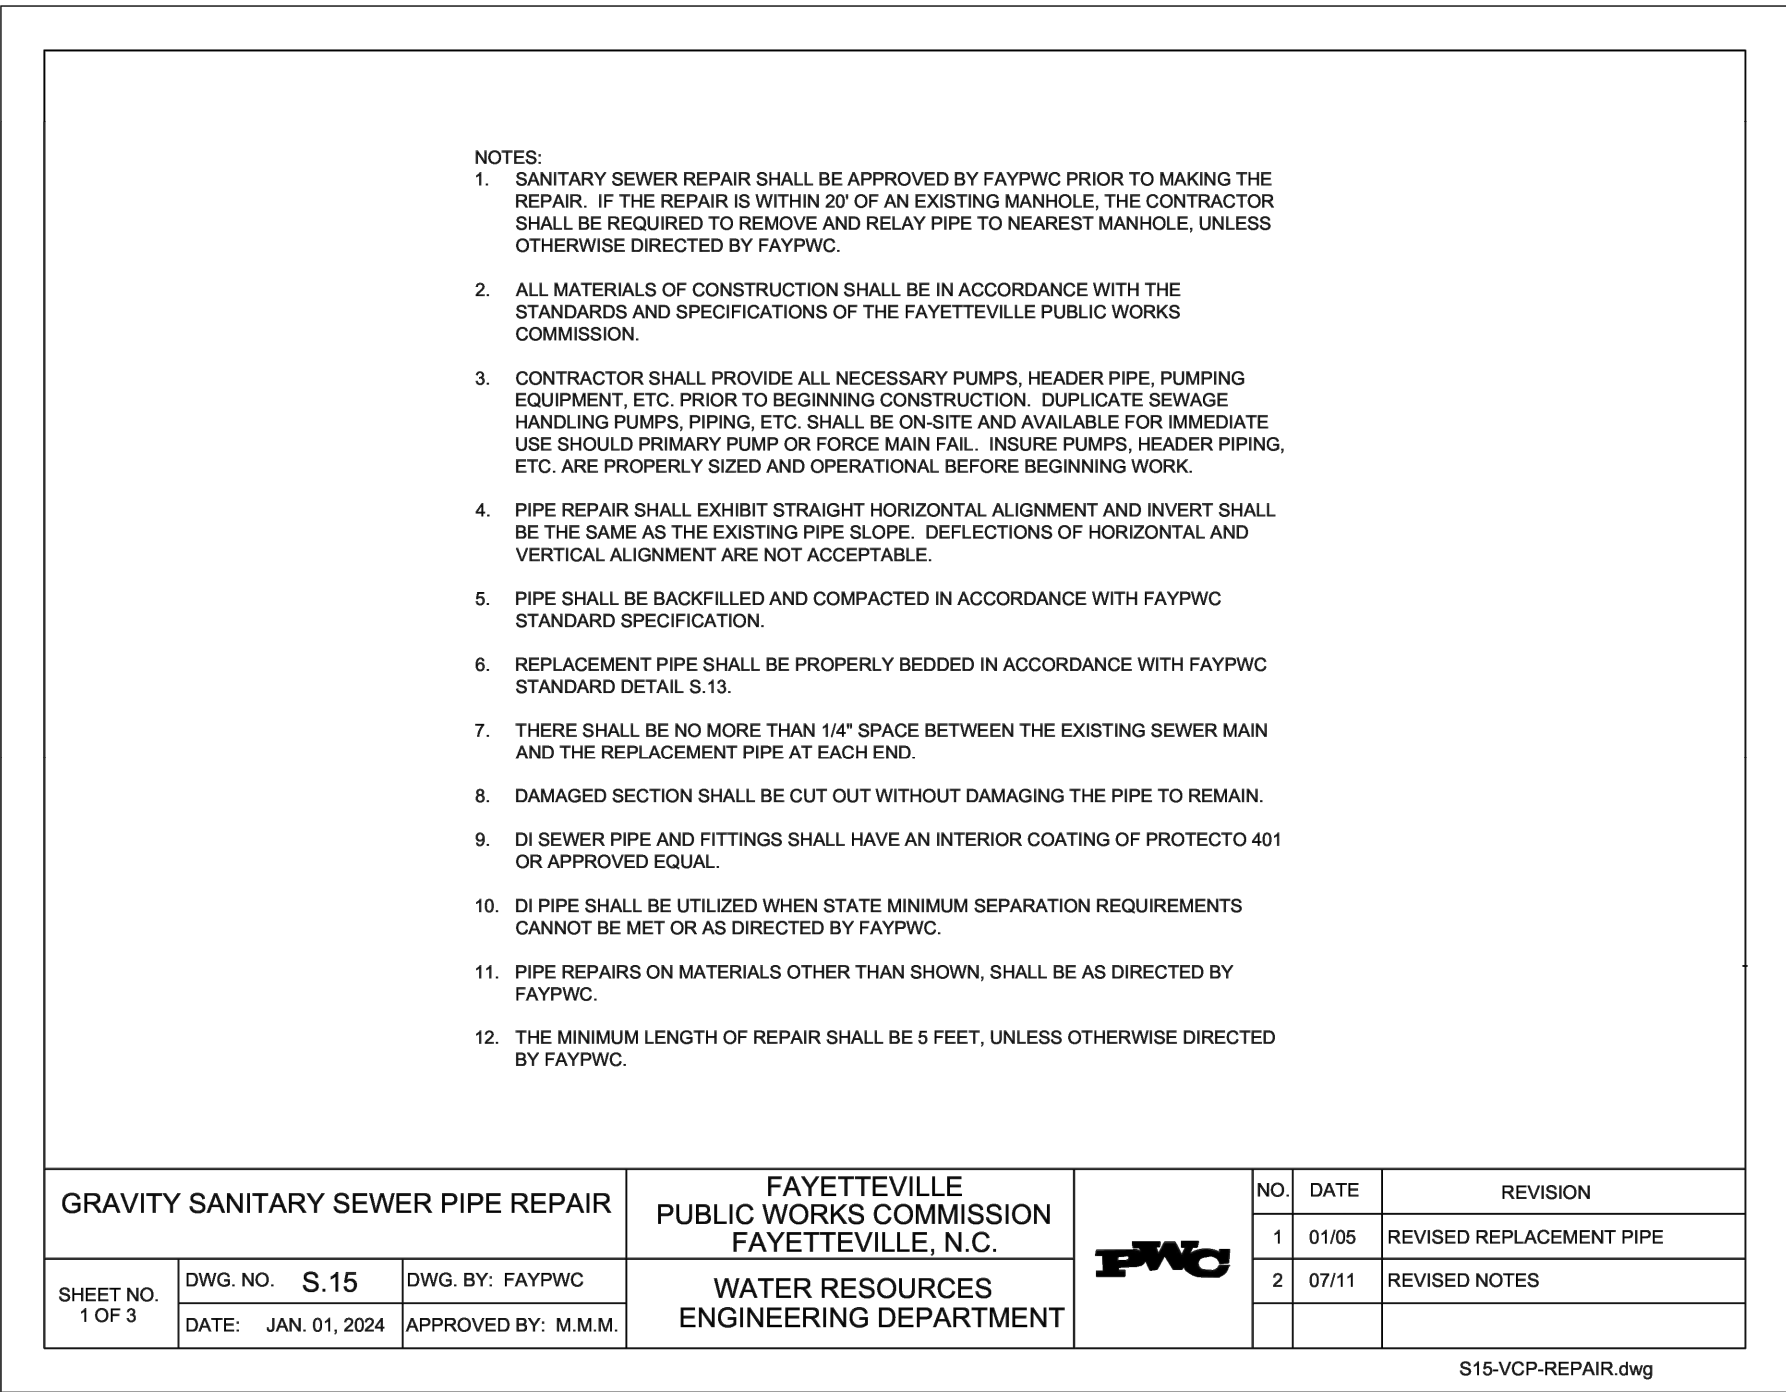 NOTES:
1. SANITARY SEWER REPAIR SHALL BE APPROVED BY FAYPWC PRIOR TO MAKING THE
REPAIR. IF THE REPAIR IS WITHIN 20' OF AN EXISTING MANHOLE, THE CONTRACTOR
SHALL BE REQUIRED TO REMOVE AND RELAY PIPE TO NEAREST MANHOLE, UNLESS
OTHERWISE DIRECTED BY FAYPWC.
2. ALL MATERIALS OF CONSTRUCTION SHALL BE IN ACCORDANCE WITH THE
STANDARDS AND SPECIFICATIONS OF THE FAYETTEVILLE PUBLIC WORKS
COMMISSION.
3. CONTRACTOR SHALL PROVIDE ALL NECESSARY PUMPS, HEADER PIPE, PUMPING
EQUIPMENT, ETC. PRIOR TO BEGINNING CONSTRUCTION. DUPLICATE SEWAGE
HANDLING PUMPS, PIPING, ETC. SHALL BE ON-SITE AND AVAILABLE FOR IMMEDIATE
USE SHOULD PRIMARY PUMP OR FORCE MAIN FAIL. INSURE PUMPS, HEADER PIPING,
ETC. ARE PROPERLY SIZED AND OPERATIONAL BEFORE BEGINNING WORK.
4. PIPE REPAIR SHALL EXHIBIT STRAIGHT HORIZONTAL ALIGNMENT AND INVERT SHALL
BE THE SAME AS THE EXISTING PIPE SLOPE. DEFLECTIONS OF HORIZONTAL AND
VERTICAL ALIGNMENT ARE NOT ACCEPTABLE.
5. PIPE SHALL BE BACKFILLED AND COMPACTED IN ACCORDANCE WITH FAYPWC
STANDARD SPECIFICATION.
6. REPLACEMENT PIPE SHALL BE PROPERLY BEDDED IN ACCORDANCE WITH FAYPWC
STANDARD DETAIL S.13.
7. THERE SHALL BE NO MORE THAN 1/4" SPACE BETWEEN THE EXISTING SEWER MAIN
AND THE REPLACEMENT PIPE AT EACH END.
8. DAMAGED SECTION SHALL BE CUT OUT WITHOUT DAMAGING THE PIPE TO REMAIN.
9. DI SEWER PIPE AND FITTINGS SHALL HAVE AN INTERIOR COATING OF PROTECTO 401
OR APPROVED EQUAL.
10. DI PIPE SHALL BE UTILIZED WHEN STATE MINIMUM SEPARATION REQUIREMENTS
CANNOT BE MET OR AS DIRECTED BY FAYPWC.
11. PIPE REPAIRS ON MATERIALS OTHER THAN SHOWN, SHALL BE AS DIRECTED BY
FAYPWC.
12. THE MINIMUM LENGTH OF REPAIR SHALL BE 5 FEET, UNLESS OTHERWISE DIRECTED
BY FAYPWC.
GRAVITY SANITARY SEWER PIPE REPAIR
SHEET NO.
1 OF 3
DWG. NO. S.15
DWG. BY: FAYPWC
DATE: JAN. 01, 2024
APPROVED BY: M.M.M.
FAYETTEVILLE
PUBLIC WORKS COMMISSION
FAYETTEVILLE, N.C.
WATER RESOURCES
ENGINEERING DEPARTMENT
PWC
NO. DATE REVISION
1 01/05 REVISED REPLACEMENT PIPE
2 07/11 REVISED NOTES
S15-VCP-REPAIR.dwg